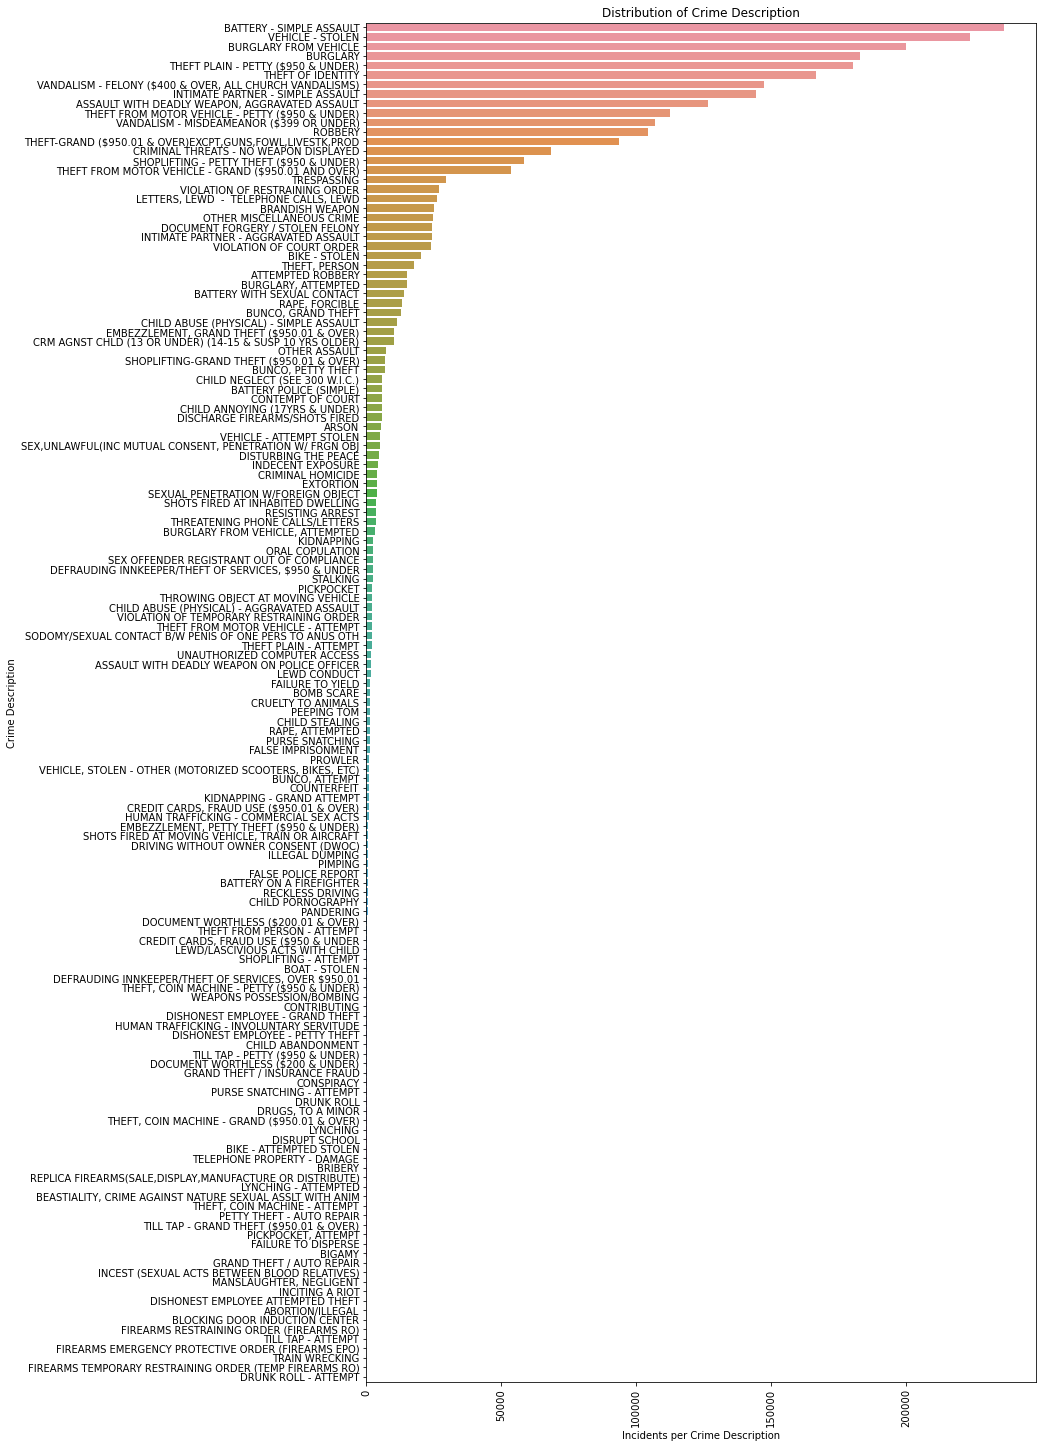 Distribution of Crime Description
BATTERY - SIMPLE ASSAULT
VEHICLE - STOLEN
BURGLARY FROM VEHICLE
BURGLARY
THEFT PLAIN - PETTY ($950 & UNDER)
THEFT OF IDENTITY
VANDALISM - FELONY ($400 & OVER, ALL CHURCH VANDALISMS)
INTIMATE PARTNER - SIMPLE ASSAULT
ASSAULT WITH DEADLY WEAPON, AGGRAVATED ASSAULT
THEFT FROM MOTOR VEHICLE - PETTY ($950 & UNDER)
VANDALISM - MISDEAMEANOR ($399 OR UNDER)
ROBBERY
THEFT-GRAND ($950.01 & OVER)EXCPT,GUNS,FOWL,LIVESTK,PROD
CRIMINAL THREATS - NO WEAPON DISPLAYED
SHOPLIFTING - PETTY THEFT ($950 & UNDER)
THEFT FROM MOTOR VEHICLE - GRAND ($950.01 AND OVER)
TRESPASSING
VIOLATION OF RESTRAINING ORDER
LETTERS, LEWD  -  TELEPHONE CALLS, LEWD
BRANDISH WEAPON
OTHER MISCELLANEOUS CRIME
DOCUMENT FORGERY / STOLEN FELONY
INTIMATE PARTNER - AGGRAVATED ASSAULT
VIOLATION OF COURT ORDER
BIKE - STOLEN
THEFT, PERSON
ATTEMPTED ROBBERY
BURGLARY, ATTEMPTED
BATTERY WITH SEXUAL CONTACT
RAPE, FORCIBLE
BUNCO, GRAND THEFT
CHILD ABUSE (PHYSICAL) - SIMPLE ASSAULT
EMBEZZLEMENT, GRAND THEFT ($950.01 & OVER)
CRM AGNST CHLD (13 OR UNDER) (14-15 & SUSP 10 YRS OLDER)
OTHER ASSAULT
SHOPLIFTING-GRAND THEFT ($950.01 & OVER)
BUNCO, PETTY THEFT
CHILD NEGLECT (SEE 300 W.I.C.)
BATTERY POLICE (SIMPLE)
CONTEMPT OF COURT
CHILD ANNOYING (17YRS & UNDER)
DISCHARGE FIREARMS/SHOTS FIRED
ARSON
VEHICLE - ATTEMPT STOLEN
SEX,UNLAWFUL(INC MUTUAL CONSENT, PENETRATION W/ FRGN OBJ
DISTURBING THE PEACE
INDECENT EXPOSURE
CRIMINAL HOMICIDE
EXTORTION
SEXUAL PENETRATION W/FOREIGN OBJECT
SHOTS FIRED AT INHABITED DWELLING
RESISTING ARREST
THREATENING PHONE CALLS/LETTERS
BURGLARY FROM VEHICLE, ATTEMPTED
KIDNAPPING
ORAL COPULATION
SEX OFFENDER REGISTRANT OUT OF COMPLIANCE
DEFRAUDING INNKEEPER/THEFT OF SERVICES, $950 & UNDER
STALKING
PICKPOCKET
THROWING OBJECT AT MOVING VEHICLE
CHILD ABUSE (PHYSICAL) - AGGRAVATED ASSAULT
VIOLATION OF TEMPORARY RESTRAINING ORDER
THEFT FROM MOTOR VEHICLE - ATTEMPT
SODOMY/SEXUAL CONTACT B/W PENIS OF ONE PERS TO ANUS OTH
THEFT PLAIN - ATTEMPT
UNAUTHORIZED COMPUTER ACCESS
ASSAULT WITH DEADLY WEAPON ON POLICE OFFICER
LEWD CONDUCT
FAILURE TO YIELD
BOMB SCARE
CRUELTY TO ANIMALS
PEEPING TOM
CHILD STEALING
RAPE, ATTEMPTED
PURSE SNATCHING
FALSE IMPRISONMENT
PROWLER
VEHICLE, STOLEN - OTHER (MOTORIZED SCOOTERS, BIKES, ETC)
BUNCO, ATTEMPT
COUNTERFEIT
KIDNAPPING - GRAND ATTEMPT
CREDIT CARDS, FRAUD USE ($950.01 & OVER)
HUMAN TRAFFICKING - COMMERCIAL SEX ACTS
EMBEZZLEMENT, PETTY THEFT ($950 & UNDER)
SHOTS FIRED AT MOVING VEHICLE, TRAIN OR AIRCRAFT
DRIVING WITHOUT OWNER CONSENT (DWOC)
ILLEGAL DUMPING
PIMPING
FALSE POLICE REPORT
BATTERY ON A FIREFIGHTER
RECKLESS DRIVING
CHILD PORNOGRAPHY
PANDERING
DOCUMENT WORTHLESS ($200.01 & OVER)
THEFT FROM PERSON - ATTEMPT
CREDIT CARDS, FRAUD USE ($950 & UNDER
LEWD/LASCIVIOUS ACTS WITH CHILD
SHOPLIFTING - ATTEMPT
BOAT - STOLEN
DEFRAUDING INNKEEPER/THEFT OF SERVICES, OVER $950.01
THEFT, COIN MACHINE - PETTY ($950 & UNDER)
WEAPONS POSSESSION/BOMBING
CONTRIBUTING
DISHONEST EMPLOYEE - GRAND THEFT
HUMAN TRAFFICKING - INVOLUNTARY SERVITUDE
DISHONEST EMPLOYEE - PETTY THEFT
CHILD ABANDONMENT
TILL TAP - PETTY ($950 & UNDER)
DOCUMENT WORTHLESS ($200 & UNDER)
GRAND THEFT / INSURANCE FRAUD
CONSPIRACY
PURSE SNATCHING - ATTEMPT
DRUNK ROLL
DRUGS, TO A MINOR
THEFT, COIN MACHINE - GRAND ($950.01 & OVER)
LYNCHING
DISRUPT SCHOOL
BIKE - ATTEMPTED STOLEN
TELEPHONE PROPERTY - DAMAGE
BRIBERY
REPLICA FIREARMS(SALE,DISPLAY,MANUFACTURE OR DISTRIBUTE)
LYNCHING - ATTEMPTED
BEASTIALITY, CRIME AGAINST NATURE SEXUAL ASSLT WITH ANIM
THEFT, COIN MACHINE - ATTEMPT
PETTY THEFT - AUTO REPAIR
TILL TAP - GRAND THEFT ($950.01 & OVER)
PICKPOCKET, ATTEMPT
FAILURE TO DISPERSE
BIGAMY
GRAND THEFT / AUTO REPAIR
INCEST (SEXUAL ACTS BETWEEN BLOOD RELATIVES)
MANSLAUGHTER, NEGLIGENT
INCITING A RIOT
DISHONEST EMPLOYEE ATTEMPTED THEFT
ABORTION/ILLEGAL
BLOCKING DOOR INDUCTION CENTER
FIREARMS RESTRAINING ORDER (FIREARMS RO)
TILL TAP - ATTEMPT
FIREARMS EMERGENCY PROTECTIVE ORDER (FIREARMS EPO)
TRAIN WRECKING
FIREARMS TEMPORARY RESTRAINING ORDER (TEMP FIREARMS RO)
DRUNK ROLL - ATTEMPT
Crime Description
0
50000
100000
150000
200000
Incidents per Crime Description